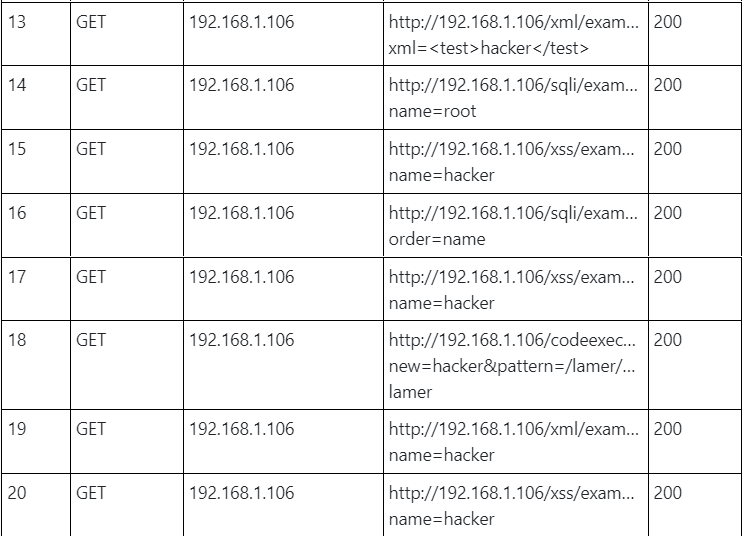 13 GET 192.168.1.106 http://192.168.1.106/xml/exam... 200
xml=<test>hacker</test>
14 GET 192.168.1.106 http://192.168.1.106/sqli/exam... 200
name=root
15 GET 192.168.1.106 http://192.168.1.106/xss/exam... 200
name=hacker
16 GET 192.168.1.106 http://192.168.1.106/sqli/exam... 200
order=name
17 GET 192.168.1.106 http://192.168.1.106/xss/exam... 200
name=hacker
18 GET 192.168.1.106 http://192.168.1.106/codeexec... 200
new=hacker&pattern=/lamer/...
lamer
19 GET 192.168.1.106 http://192.168.1.106/xml/exam... 200
name=hacker
20 GET 192.168.1.106 http://192.168.1.106/xss/exam... 200
name=hacker